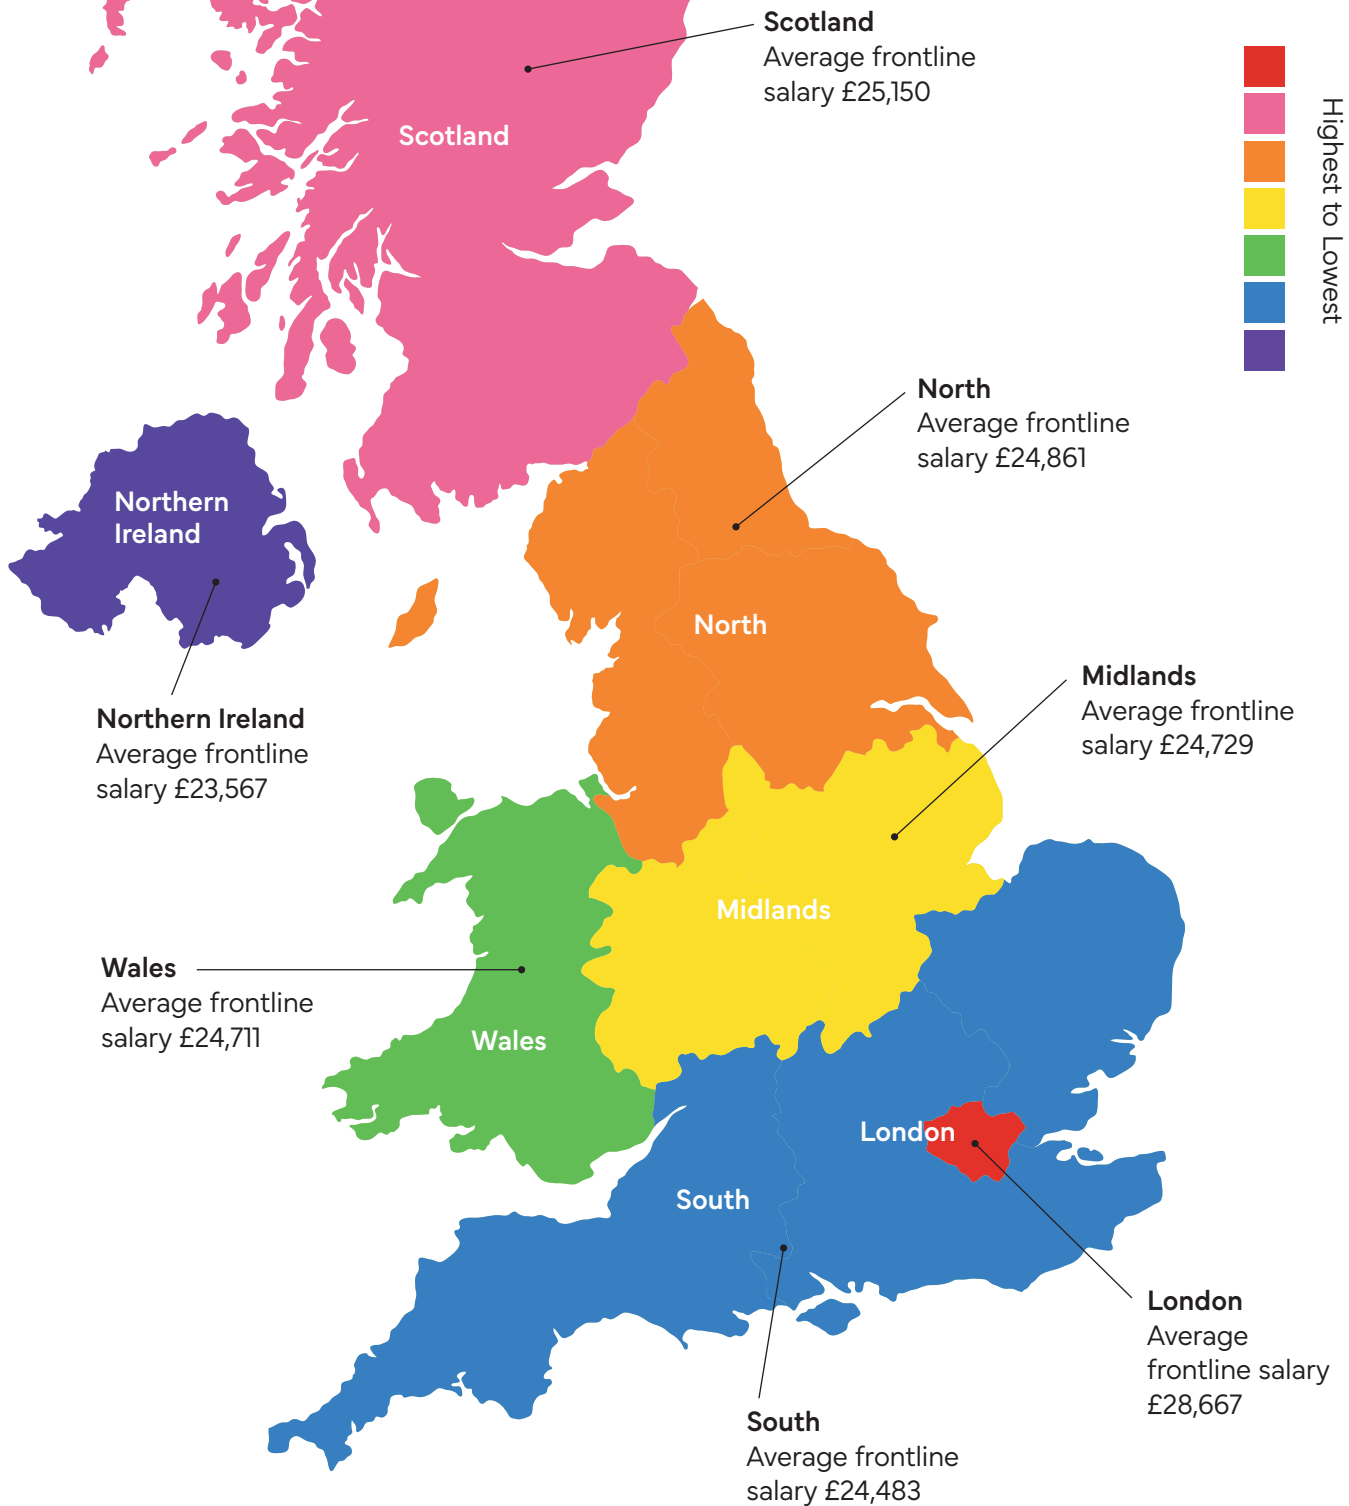 Scotland
Average frontline
salary £25,150
Scotland
Highest to Lowest
North
Average frontline
salary £24,861
Northern
Ireland
North
Midlands
Average frontline
salary £24,729
Northern Ireland
Average frontline
salary £23,567
Midlands
Wales
Average frontline
salary £24,711
Wales
London
South
London
Average
frontline salary
£28,667
South
Average frontline
salary £24,483